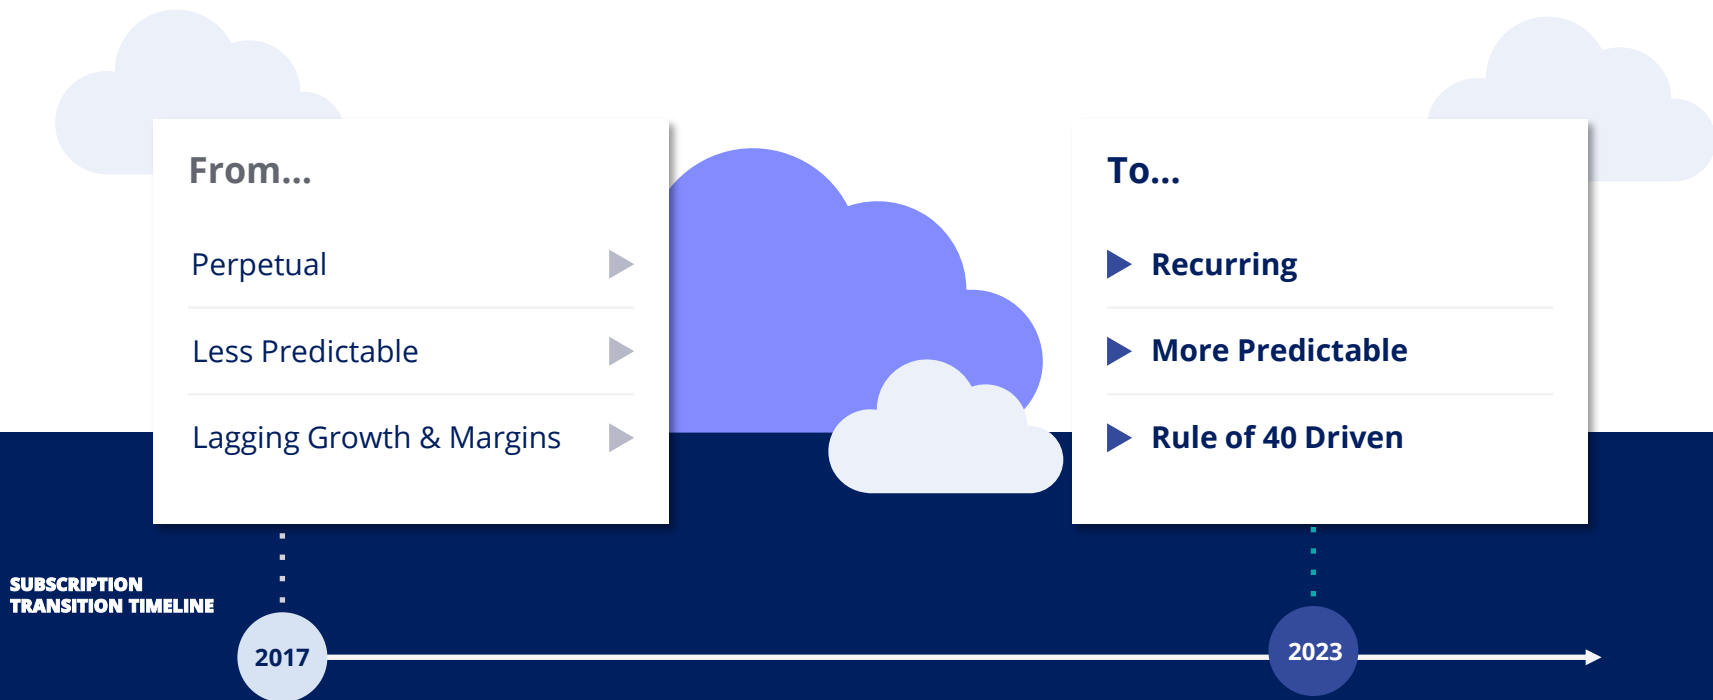 From...
Perpetual
Less Predictable
Lagging Growth & Margins
To...
Recurring
More Predictable
Rule of 40 Driven
SUBSCRIPTION
TRANSITION TIMELINE
2017
2023